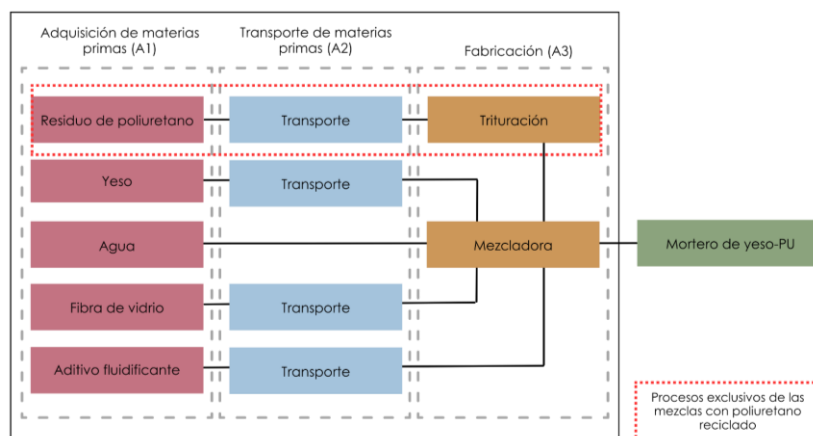 Adquisición de materias
primas (A1)
Transporte de materias
primas (A2)
Fabricación (A3)
Residuo de poliuretano
Transporte
Trituración
Yeso
Transporte
Agua
Mezcladora
Mortero de yeso-PU
Fibra de vidrio
Transporte
Aditivo fluidificante
Transporte
Procesos exclusivos de las
mezclas con poliuretano
reciclado